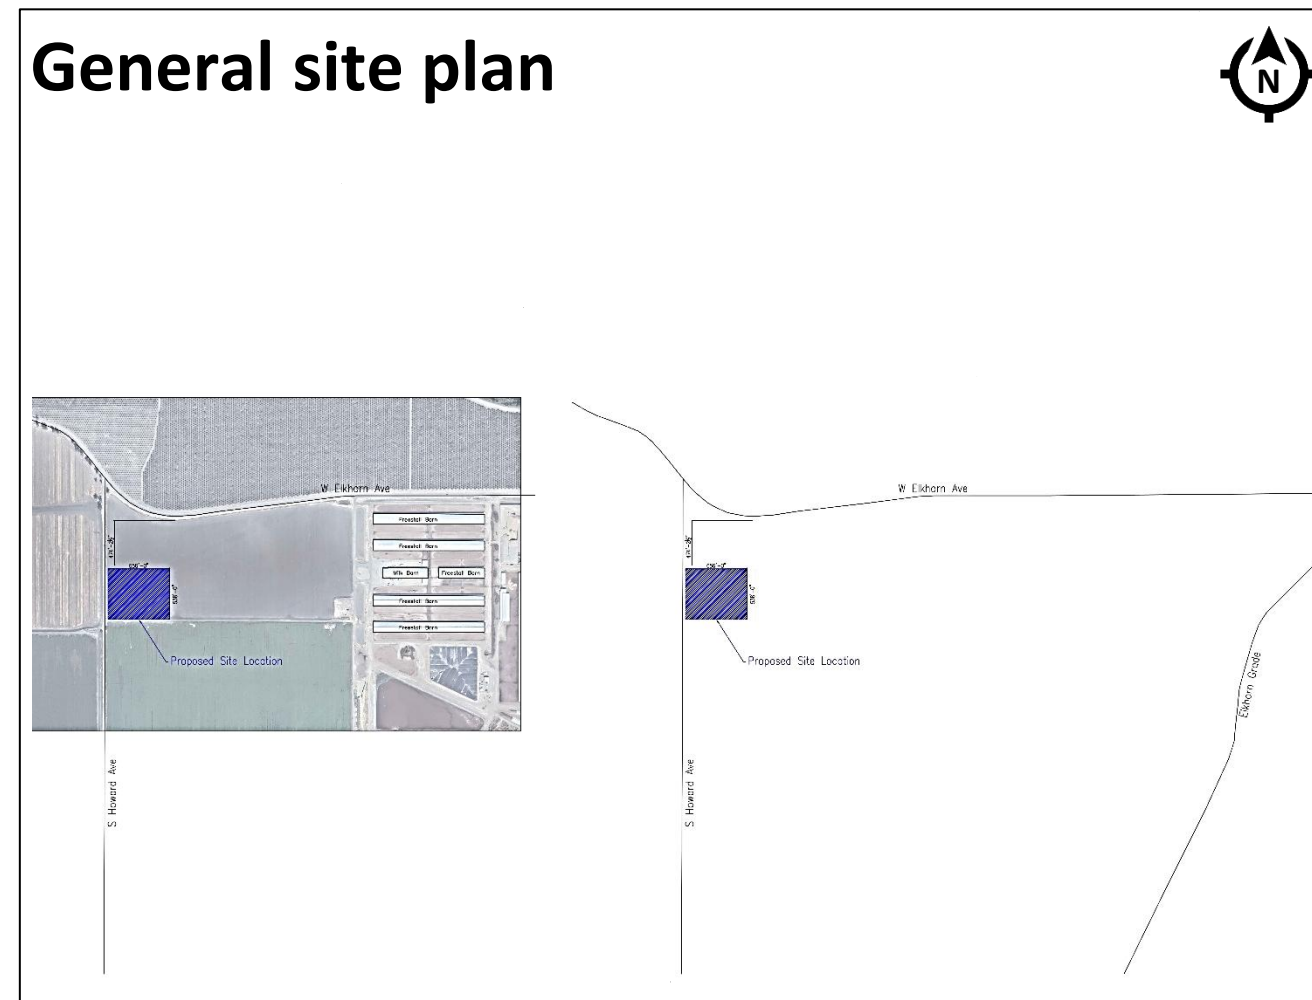 General site plan
N
W Elkhorn Ave
W Elkhorn Ave
Freestall Barn
Freestall Barn
Milk Barn
Freestall Barn
Freestall Barn
Freestall Barn
Proposed Site Location
Proposed Site Location
Elkhorn Grade
S Howard Ave
S Howard Ave